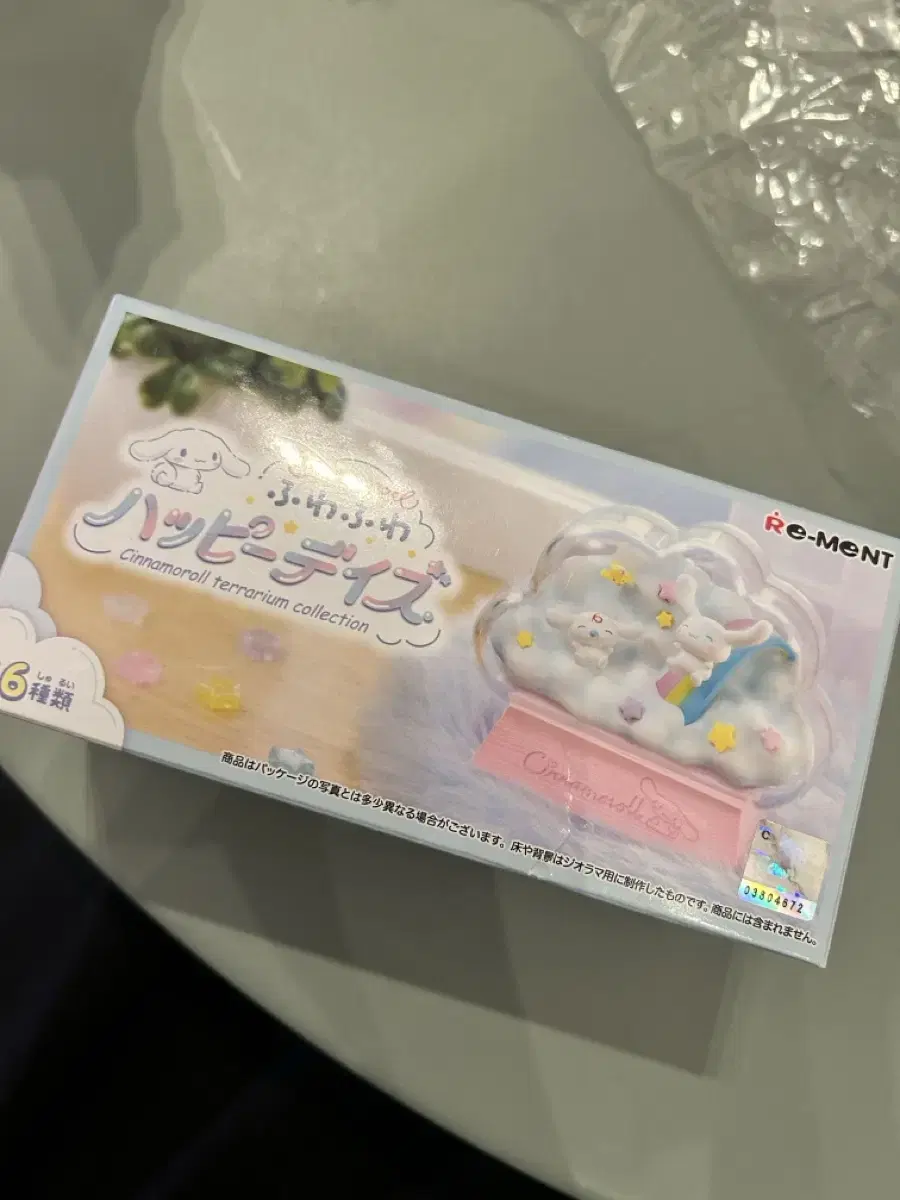 Re-MeNT
ふわふわ
ハッピーデイズ
Cinnamoroll terrarium collection
6種類
しゅ るい
Cinnamoroll
商品はパッケージの写真とは多少異なる場合がございます。床や背景はジオラマ用に制作したものです。商品には含まれません。
03304672